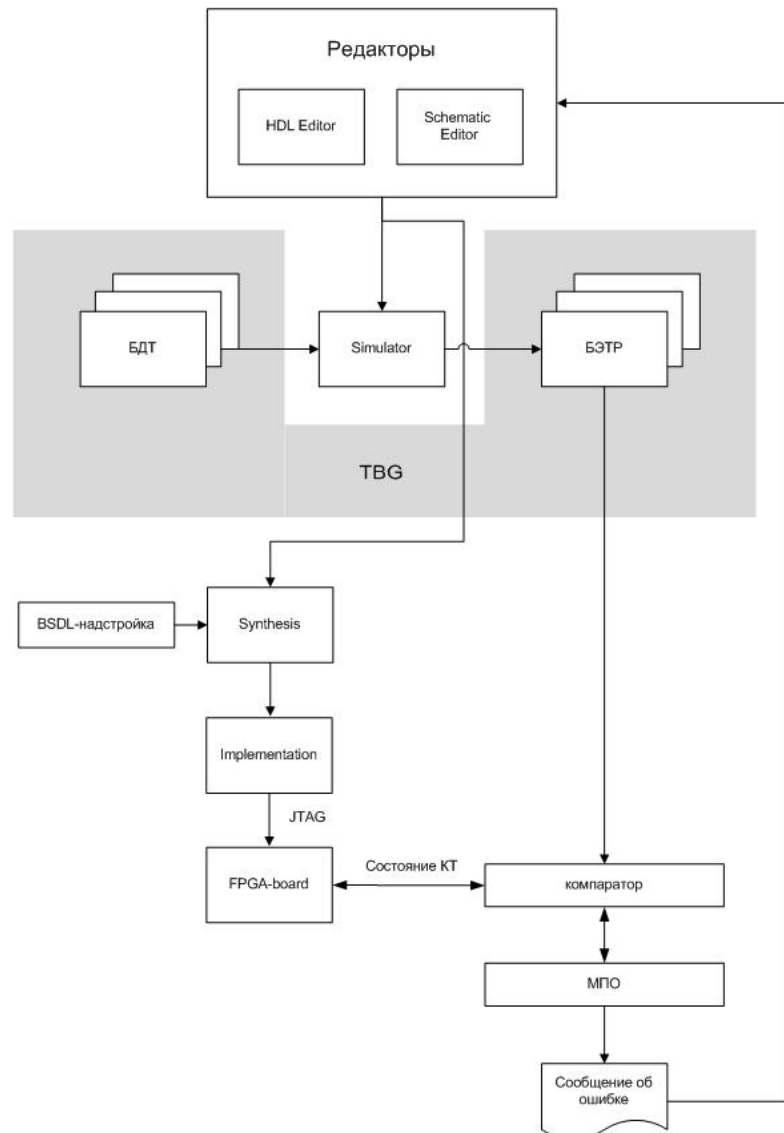 Редакторы
HDL Editor
Schematic
Editor
БДТ
Simulator
БЭТР
TBG
BSDL-надстройка
Synthesis
Implementation
JTAG
FPGA-board
Состояние КТ
компаратор
МПО
Сообщение об
ошибке